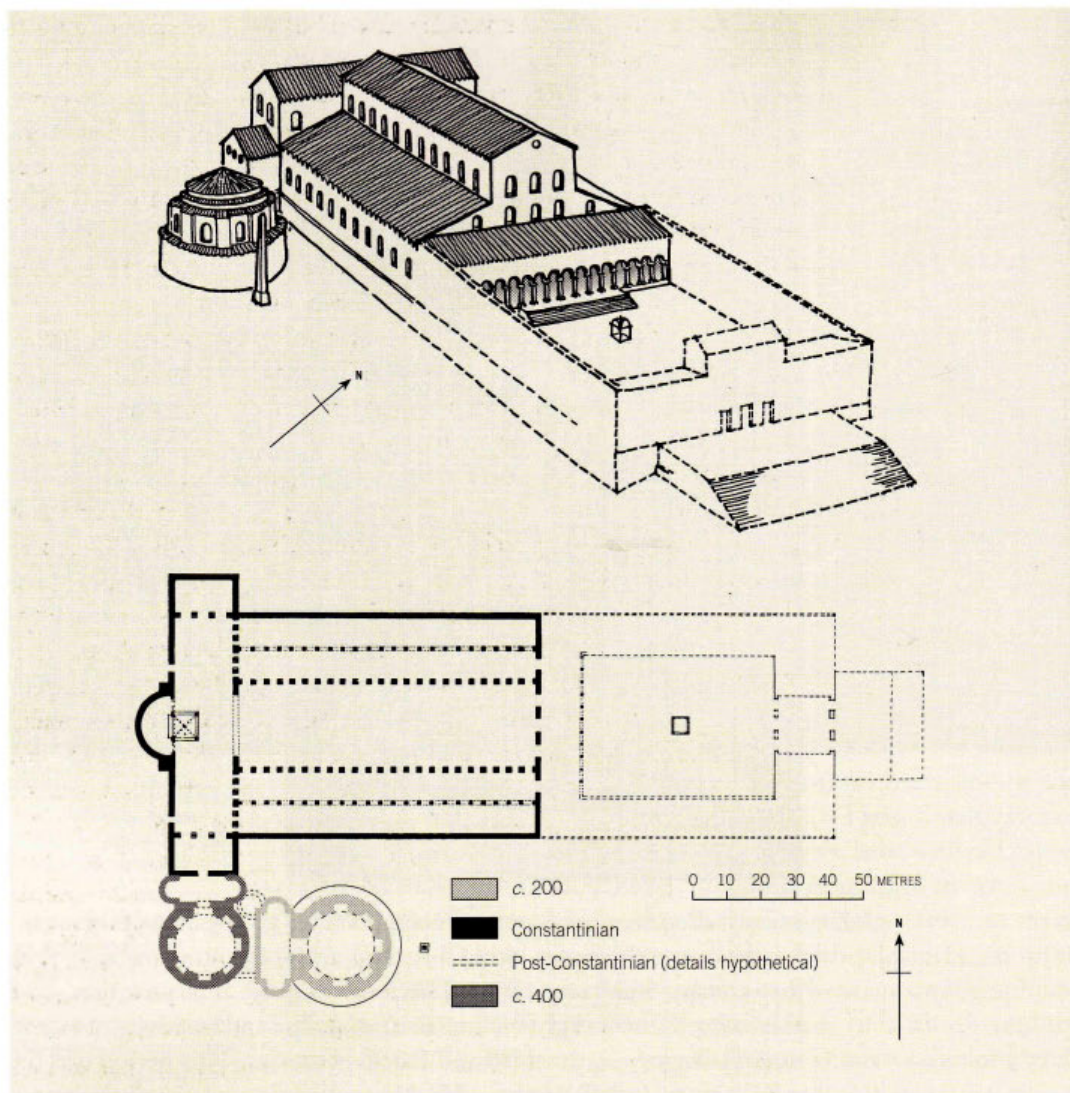 N
c. 200
Constantinian
Post-Constantinian (details hypothetical)
c. 400
0 10 20 30 40 50 METRES
N